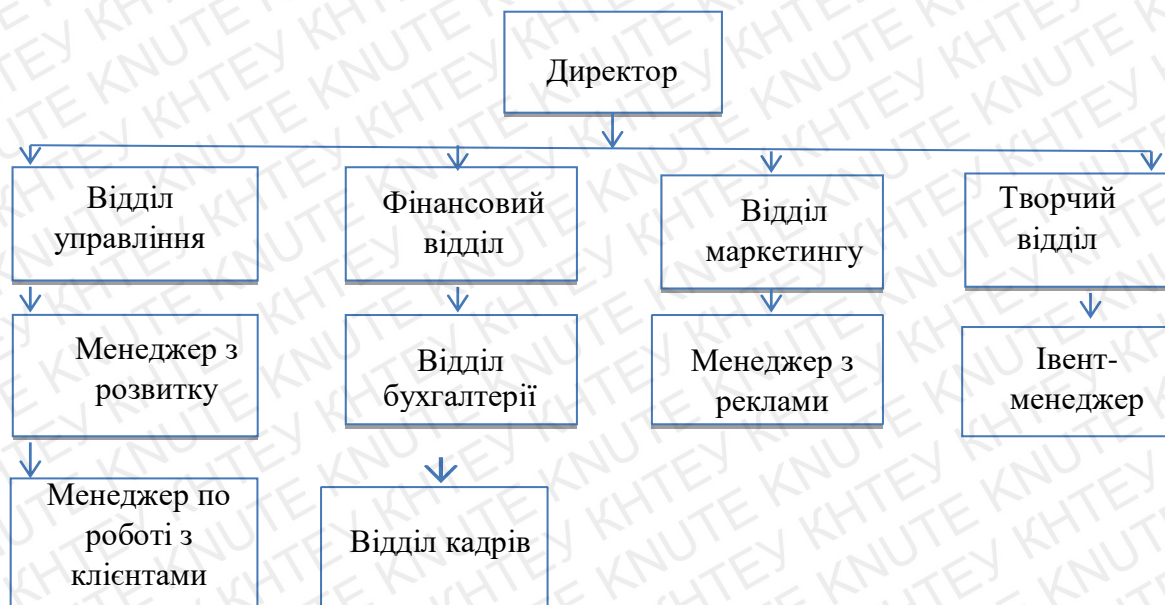 Директор
Відділ
управління
Фінансовий
відділ
Відділ
маркетингу
Творчий
відділ
Менеджер з
розвитку
Відділ
бухгалтерії
Менеджер з
реклами
Івент-
менеджер
Менеджер по
роботі з
клієнтами
Відділ кадрів